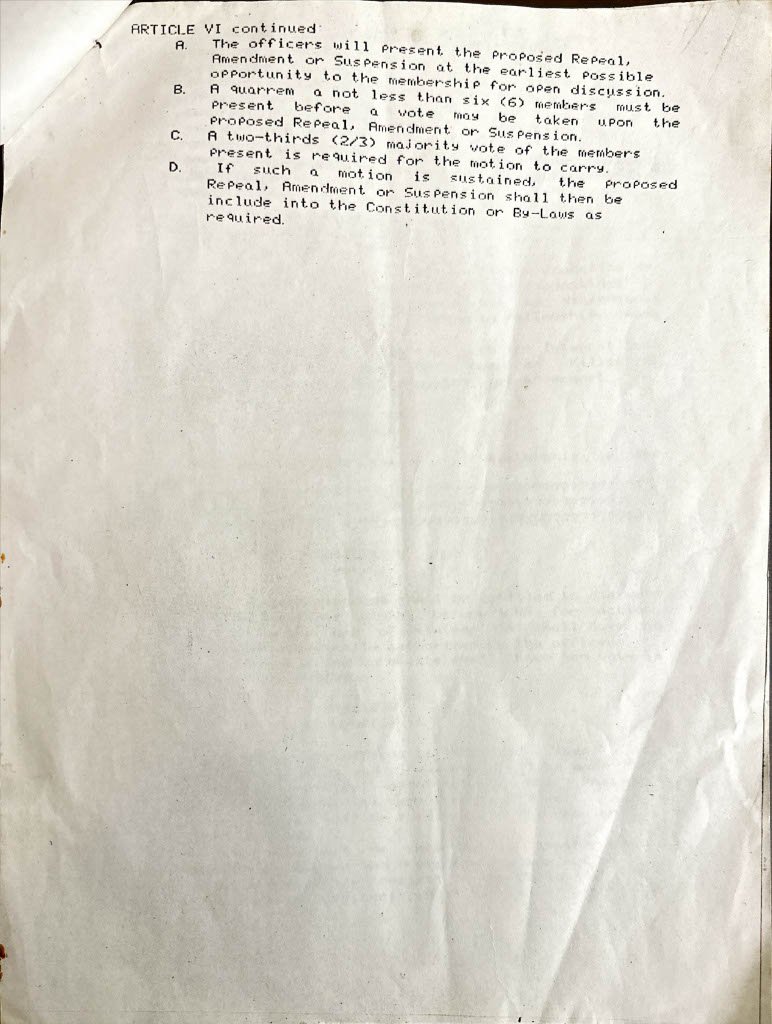 ARTICLE VI continued
A. The officers will present the Proposed Repeal,
Amendment or Suspension at the earliest possible
opportunity to the membership for open discussion.
B. A quarrem a not less than six (6) members must be
present before a vote may be taken upon the
proposed Repeal, Amendment or Suspension.
C. A two-thirds (2/3) majority vote of the members
present is required for the motion to carry.
D. If such a motion is sustained, the proposed
Repeal, Amendment or Suspension shall then be
include into the Constitution or By-Laws as
required.